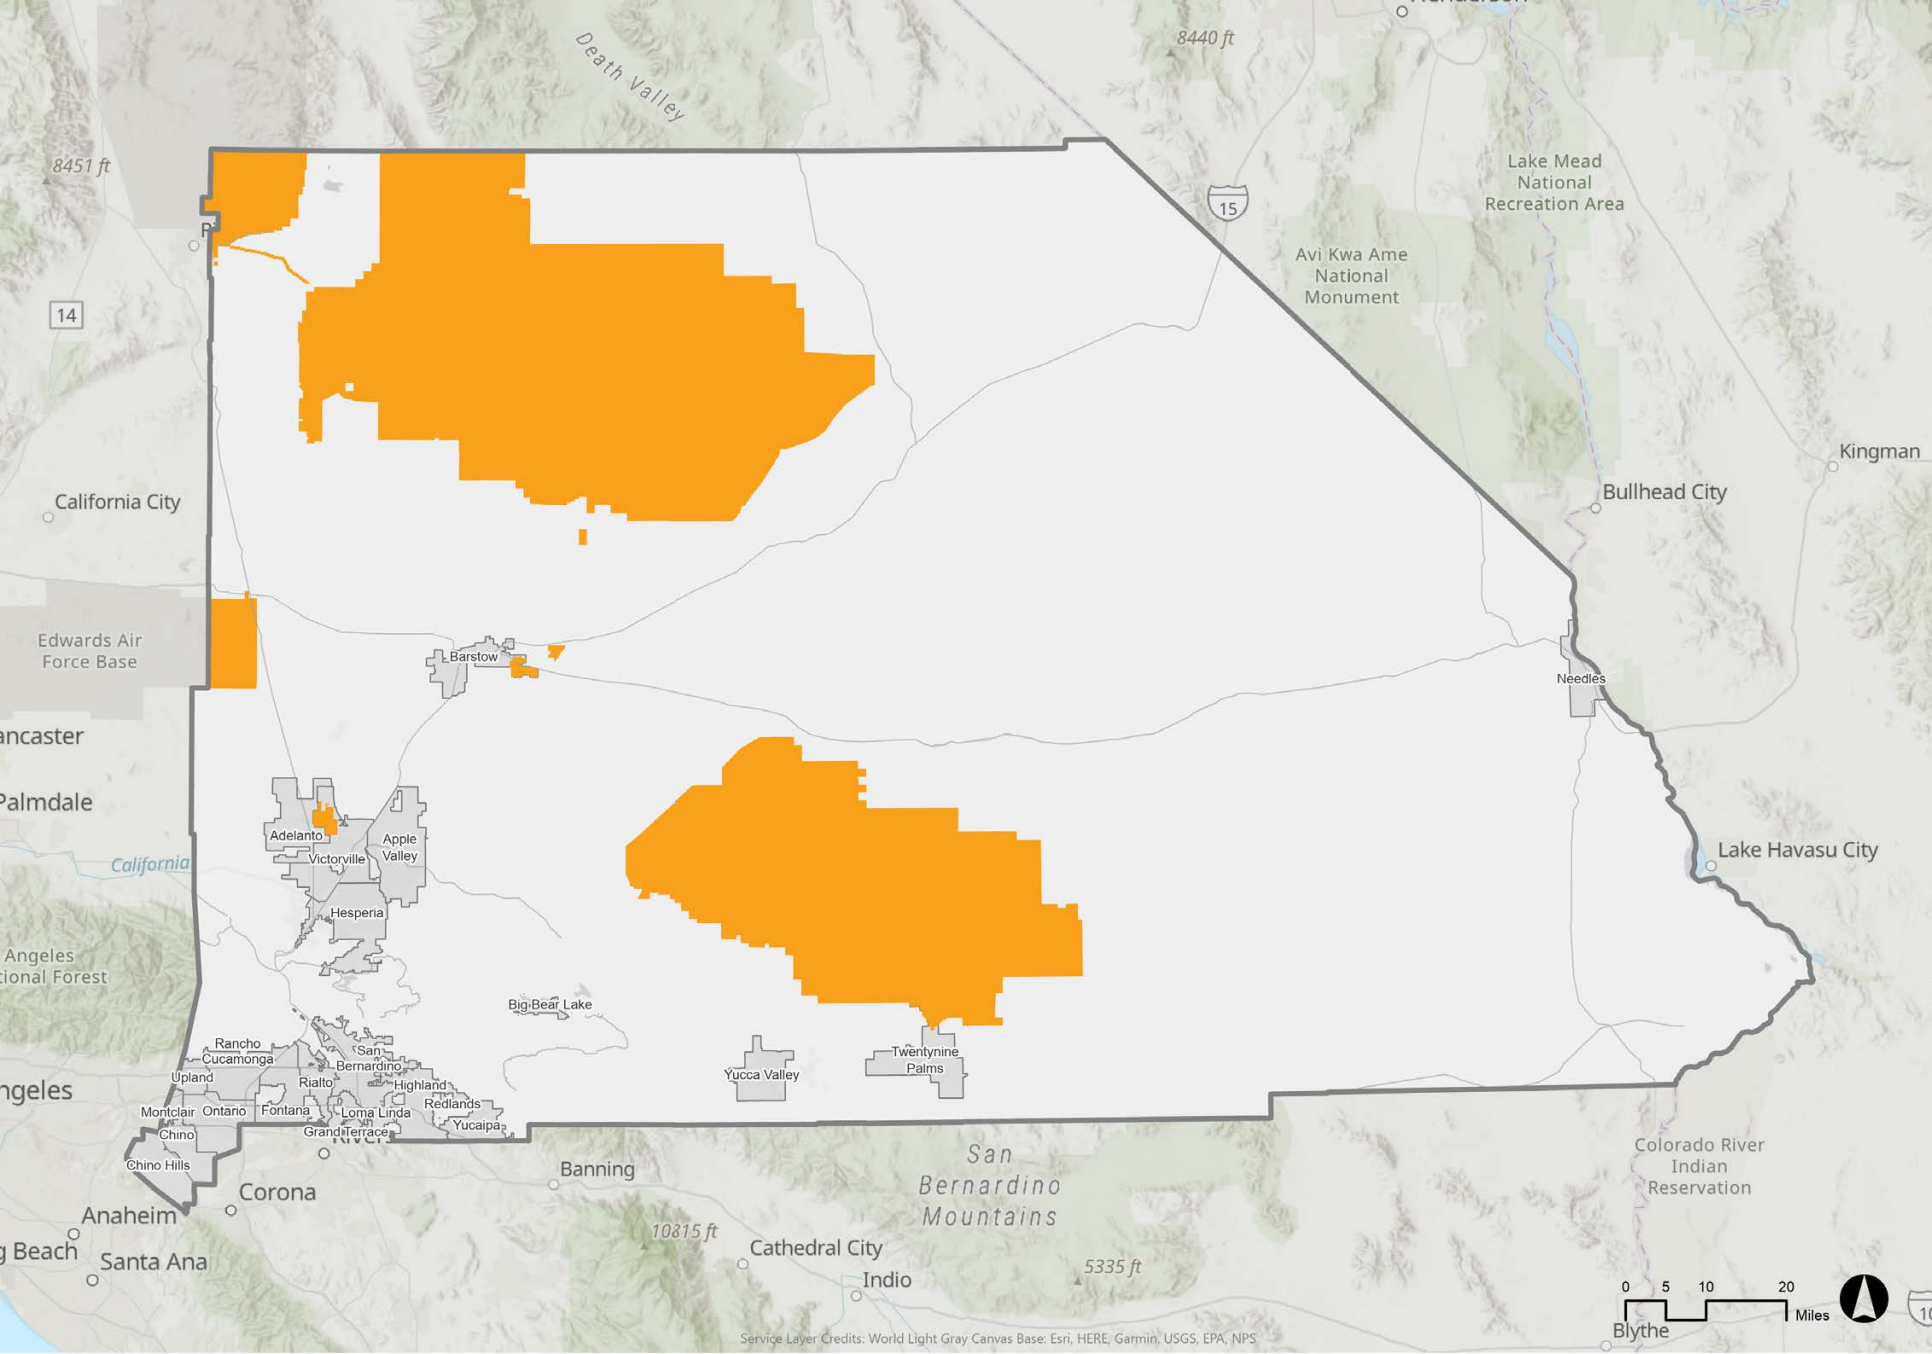 Death Valley
8440 ft
8451 ft
Lake Mead
National
Recreation Area
15
Avi Kwa Ame
National
Monument
14
Kingman
California City
Bullhead City
Edwards Air
Force Base
Barstow
Needles
ancaster
Palmdale
Adelanto
Apple
Valley
Victorville
California
Lake Havasu City
Hesperia
Angeles
tional Forest
Big Bear Lake
Rancho
Cucamonga
San
Bernardino
Twentynine
Palms
Yucca Valley
Upland
Rialto
Highland
ngeles
Montclair
Ontario
Fontana
Loma Linda
Redlands
Chino
Grand Terrace
Yucaipa
Chino Hills
Banning
San
Bernardino
Mountains
Colorado River
Indian
Reservation
Corona
Anaheim
10815 ft
g Beach
Santa Ana
Cathedral City
5335 ft
Indio
0 5 10 20
Miles
10
Blythe
Service Layer Credits: World Light Gray Canvas Base: Esri, HERE, Garmin, USGS, EPA, NPS